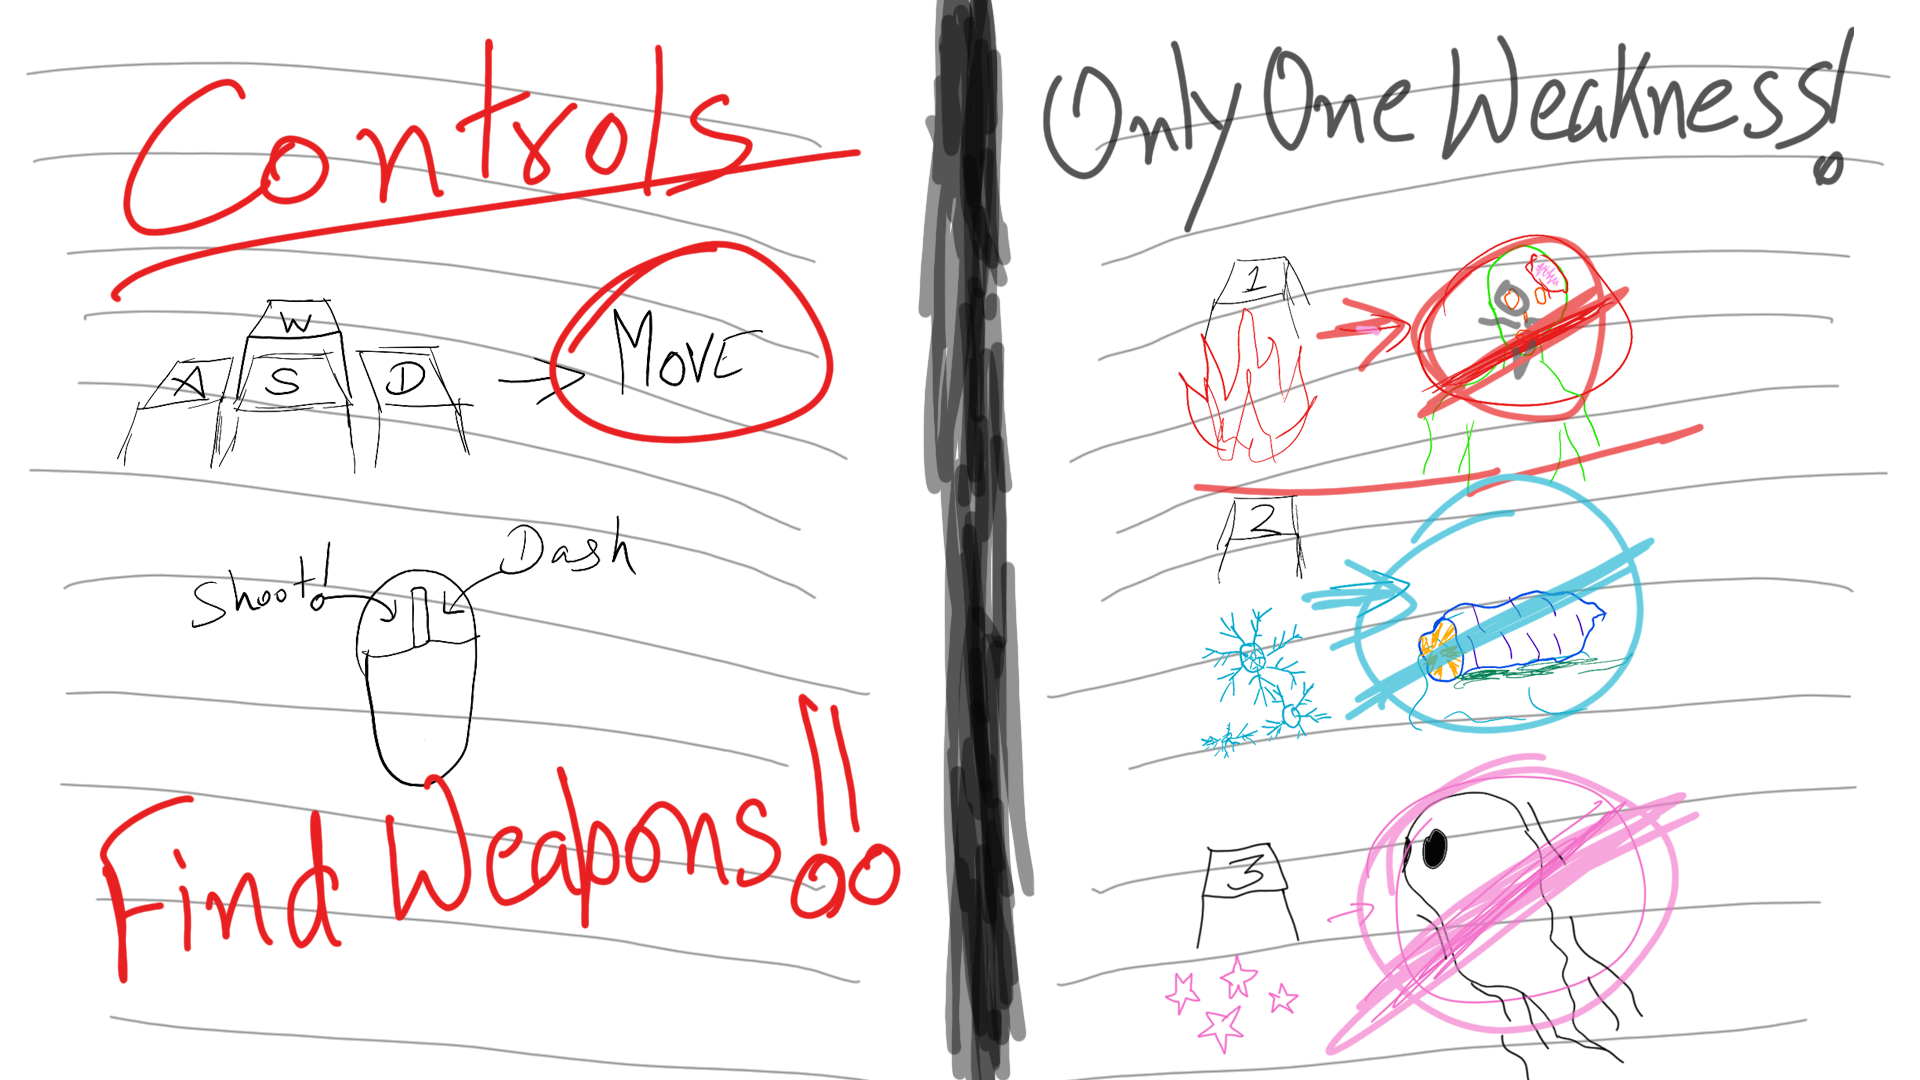 Controls
W
A S D
MOVE
Shoot!
Dash
Find Weapons!!
Only One Weakness!
1
2
3